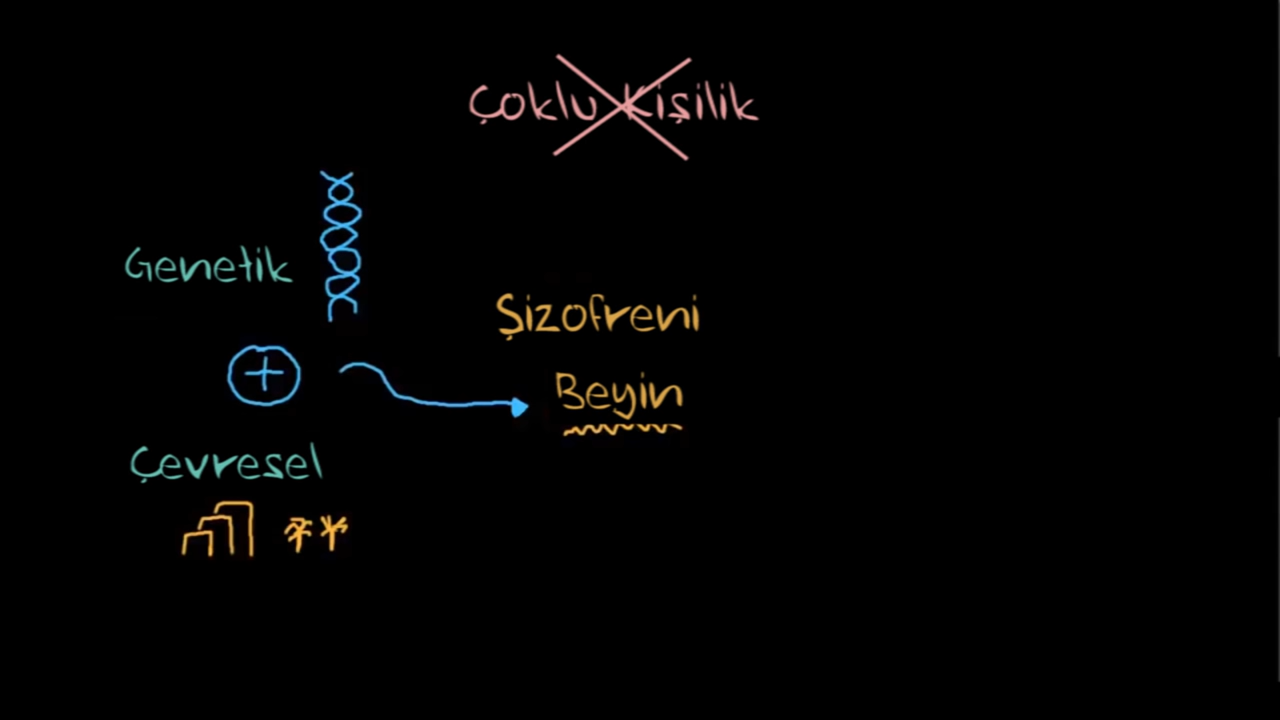 Çoklu Kişilik
Genetik
Şizofreni
+
Beyin
Çevresel